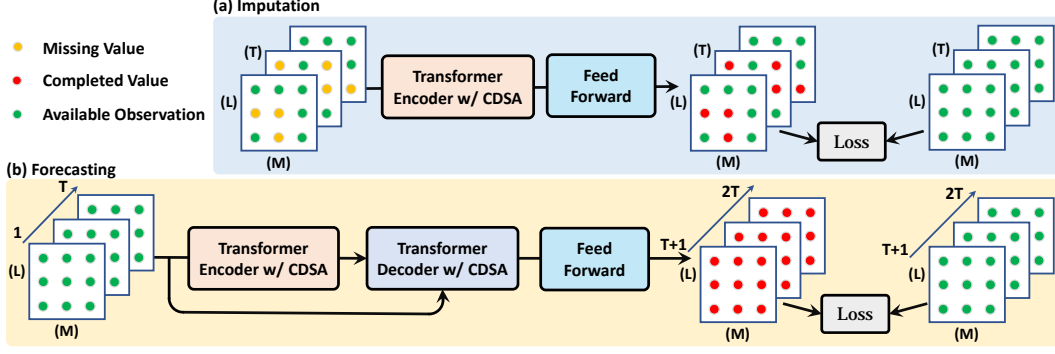 (a) Imputation
Missing Value
Completed Value
Available Observation
(T)
(L)
(M)
Transformer
Encoder w/ CDSA
Feed
Forward
(T)
(L)
(M)
Loss
(T)
(L)
(M)
(b) Forecasting
T
1
(L)
(M)
Transformer
Encoder w/ CDSA
Transformer
Decoder w/ CDSA
Feed
Forward
2T
T+1
(L)
(M)
Loss
2T
T+1
(L)
(M)